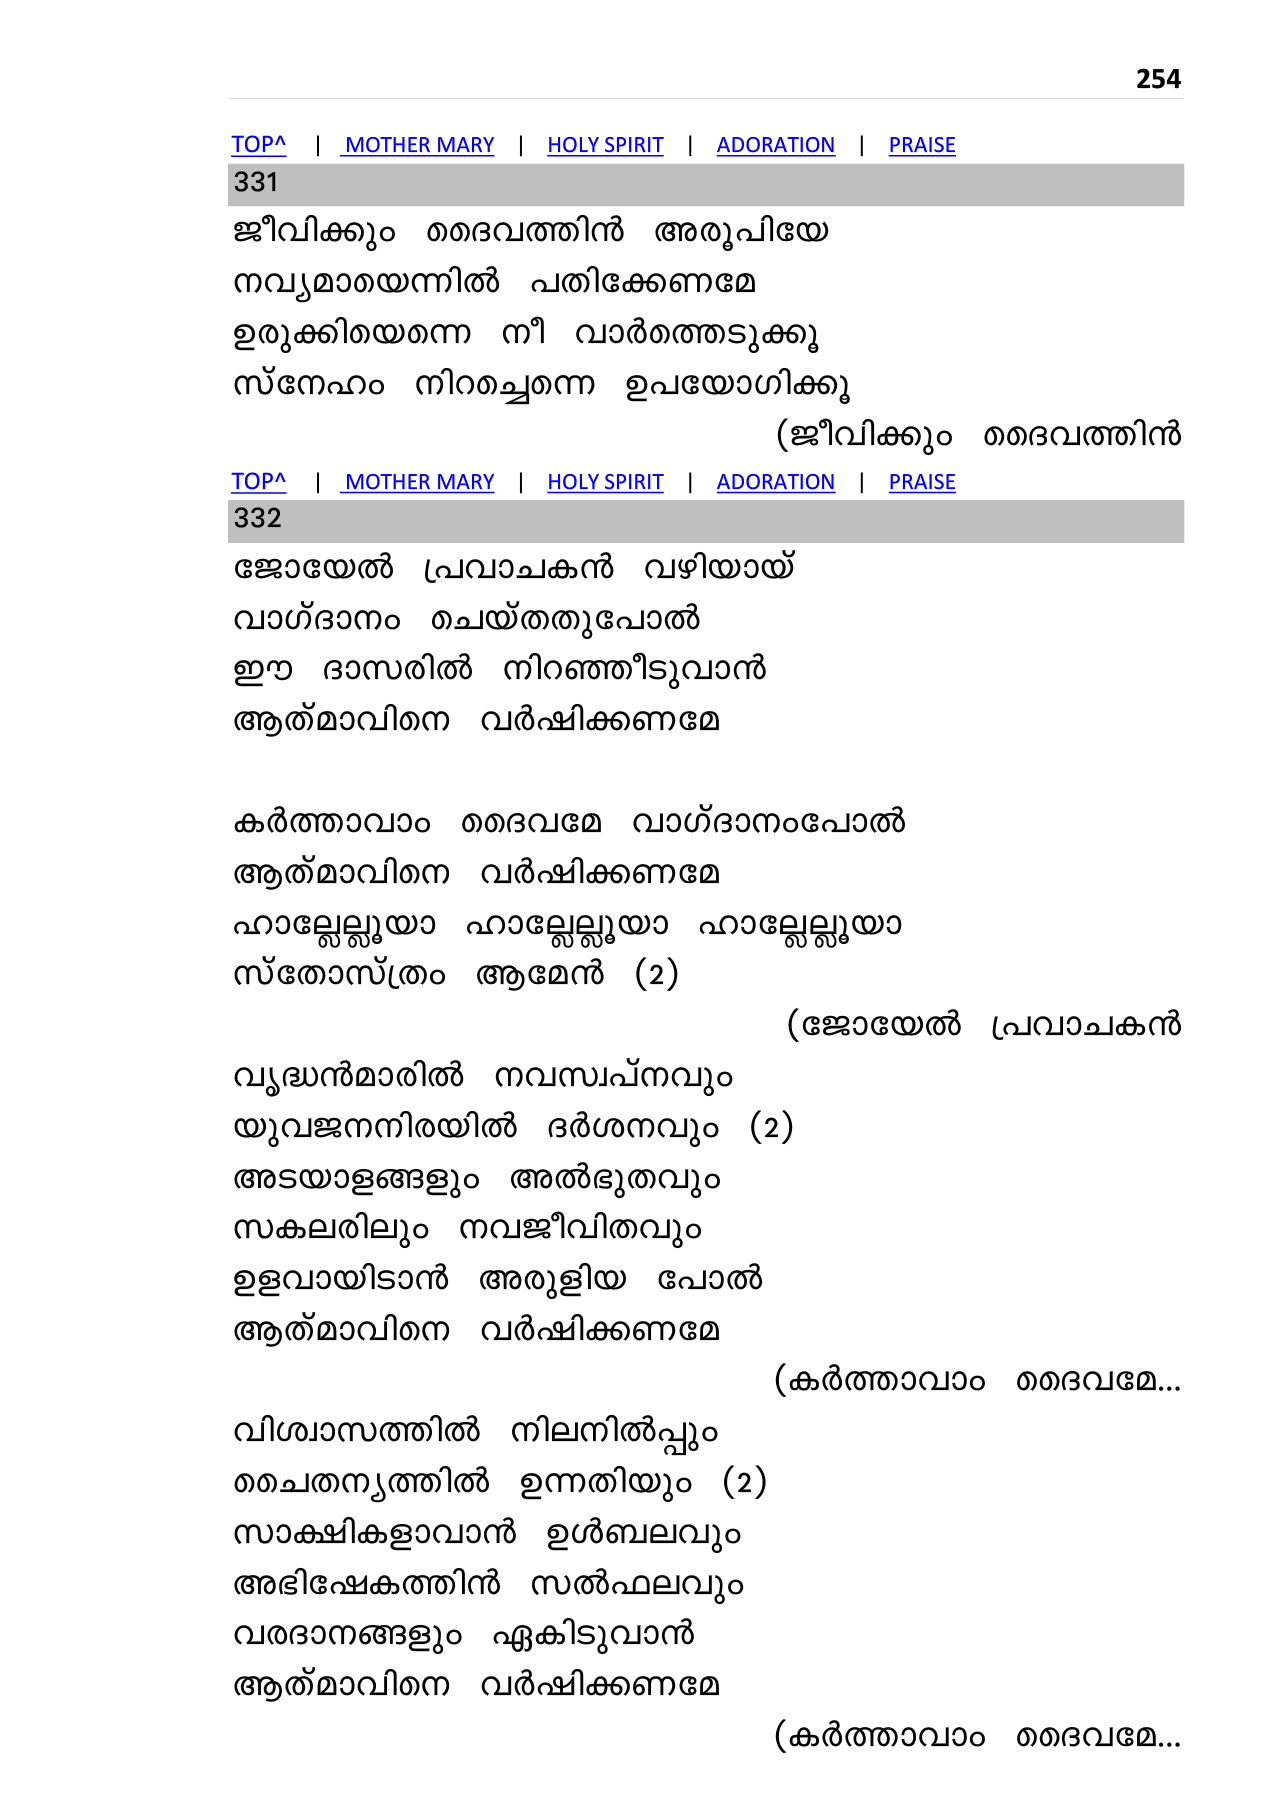 254
TOP^ | MOTHER MARY | HOLY SPIRIT | ADORATION | PRAISE
331
ജീവിക്കും ദൈവത്തിൻ അരൂപിയേ
നവ്യമായെന്നിൽ പതിക്കേണമേ
ഉരുക്കിയെന്നെ നീ വാർത്തെടുക്കൂ
സ്നേഹം നിറച്ചെന്നെ ഉപയോഗിക്കൂ
(ജീവിക്കും ദൈവത്തിൻ
TOP^ | MOTHER MARY | HOLY SPIRIT | ADORATION | PRAISE
332
ജോയേൽ പ്രവാചകൻ വഴിയായ്
വാഗ്ദാനം ചെയ്തതുപോൽ
ഈ ദാസരിൽ നിറഞ്ഞീടുവാൻ
ആത്മാവിനെ വർഷിക്കണമേ
കർത്താവാം ദൈവമേ വാഗ്ദാനംപോൽ
ആത്മാവിനെ വർഷിക്കണമേ
ഹാല്ലേല്ലൂയാ ഹാല്ലേല്ലൂയാ ഹാല്ലേല്ലൂയാ
സ്തോസ്ത്രം ആമേൻ (2)
(ജോയേൽ പ്രവാചകൻ
വൃദ്ധൻമാരിൽ നവസ്വപ്നവും
യുവജനനിരയിൽ ദർശനവും (2)
അടയാളങ്ങളും അൽഭുതവും
സകലരിലും നവജീവിതവും
ഉളവായിടാൻ അരുളിയ പോൽ
ആത്മാവിനെ വർഷിക്കണമേ
(കർത്താവാം ദൈവമേ...
വിശ്വാസത്തിൽ നിലനിൽപ്പും
ചൈതന്യത്തിൽ ഉന്നതിയും (2)
സാക്ഷികളാവാൻ ഉൾബലവും
അഭിഷേകത്തിൻ സൽഫലവും
വരദാനങ്ങളും ഏകിടുവാൻ
ആത്മാവിനെ വർഷിക്കണമേ
(കർത്താവാം ദൈവമേ...